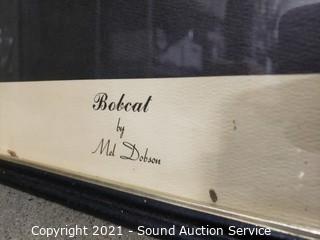 Bobcat
by
Mel Dobson
Copyright 2021 - Sound Auction Service